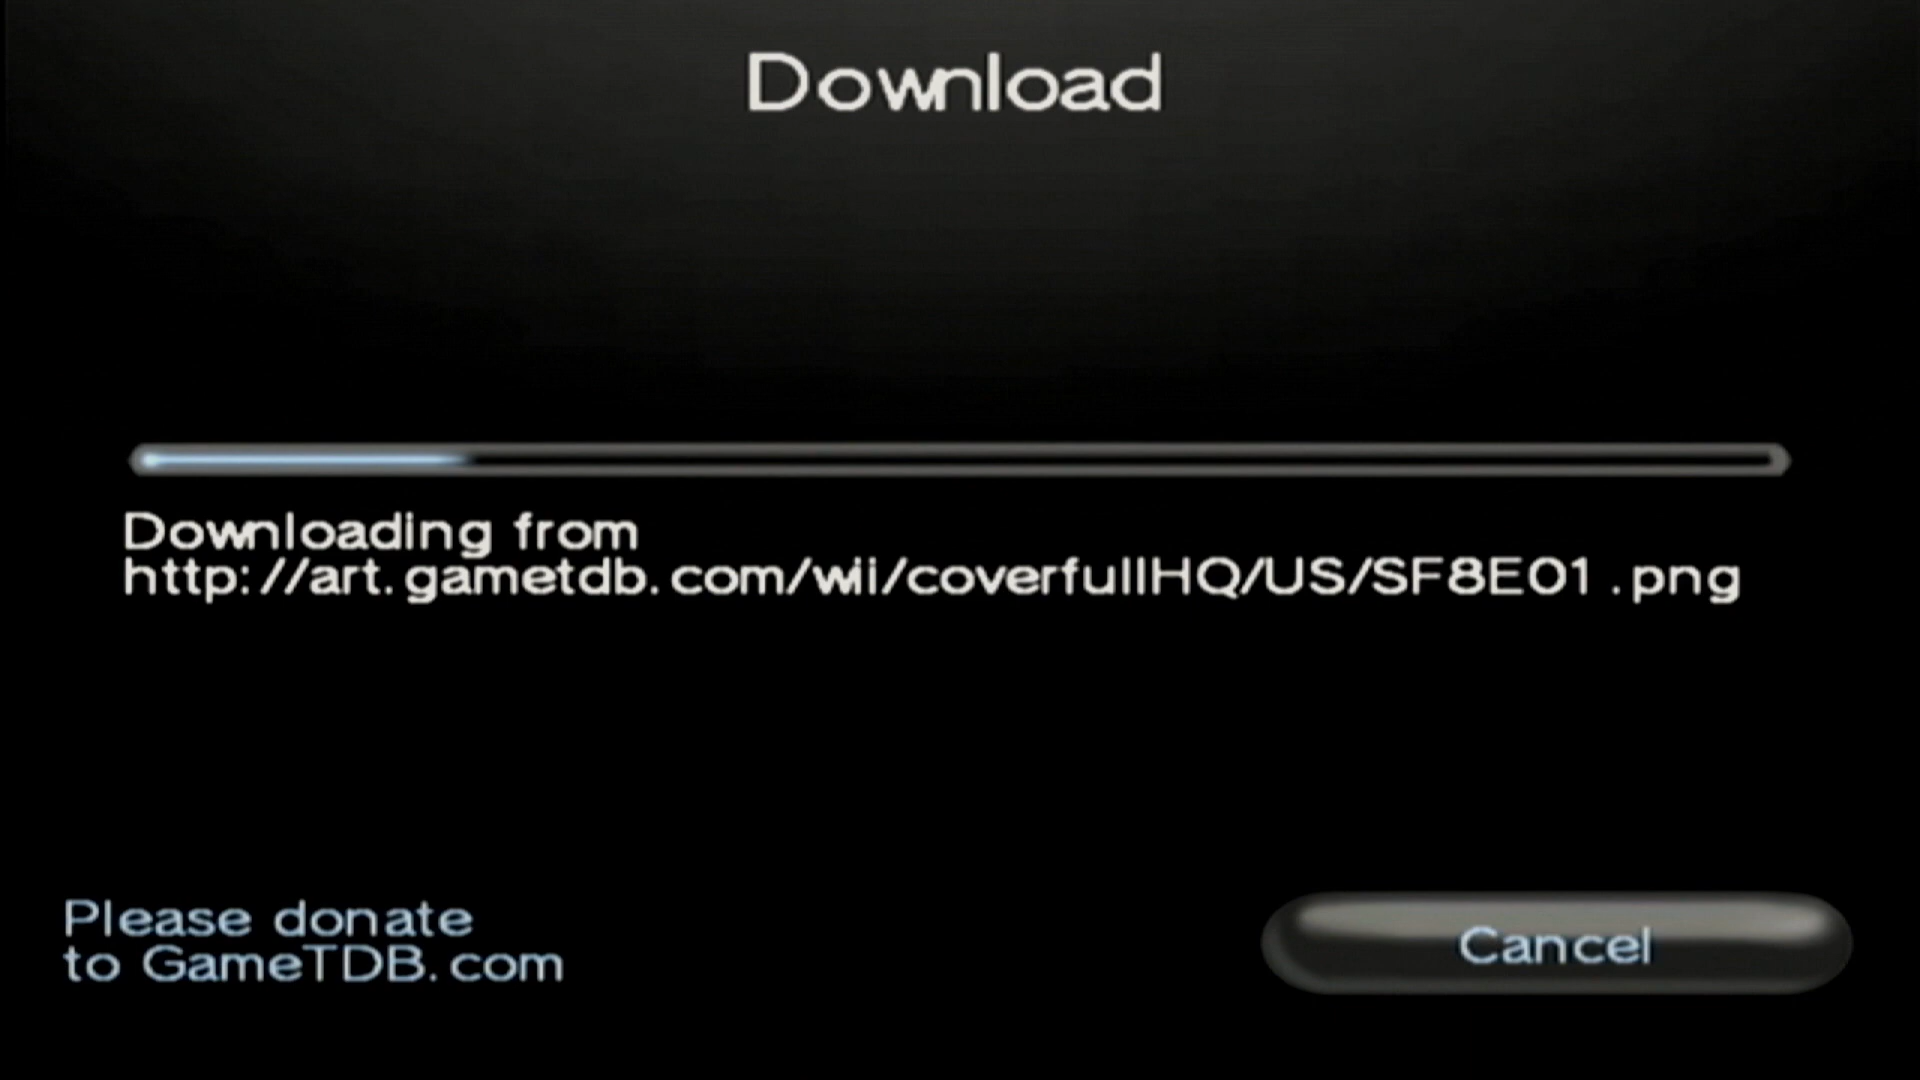 Download
Downloading from
http://art.gametdb.com/wii/coverfullHQ/US/SF8E01.png
Please donate
to GameTDB.com
Cancel